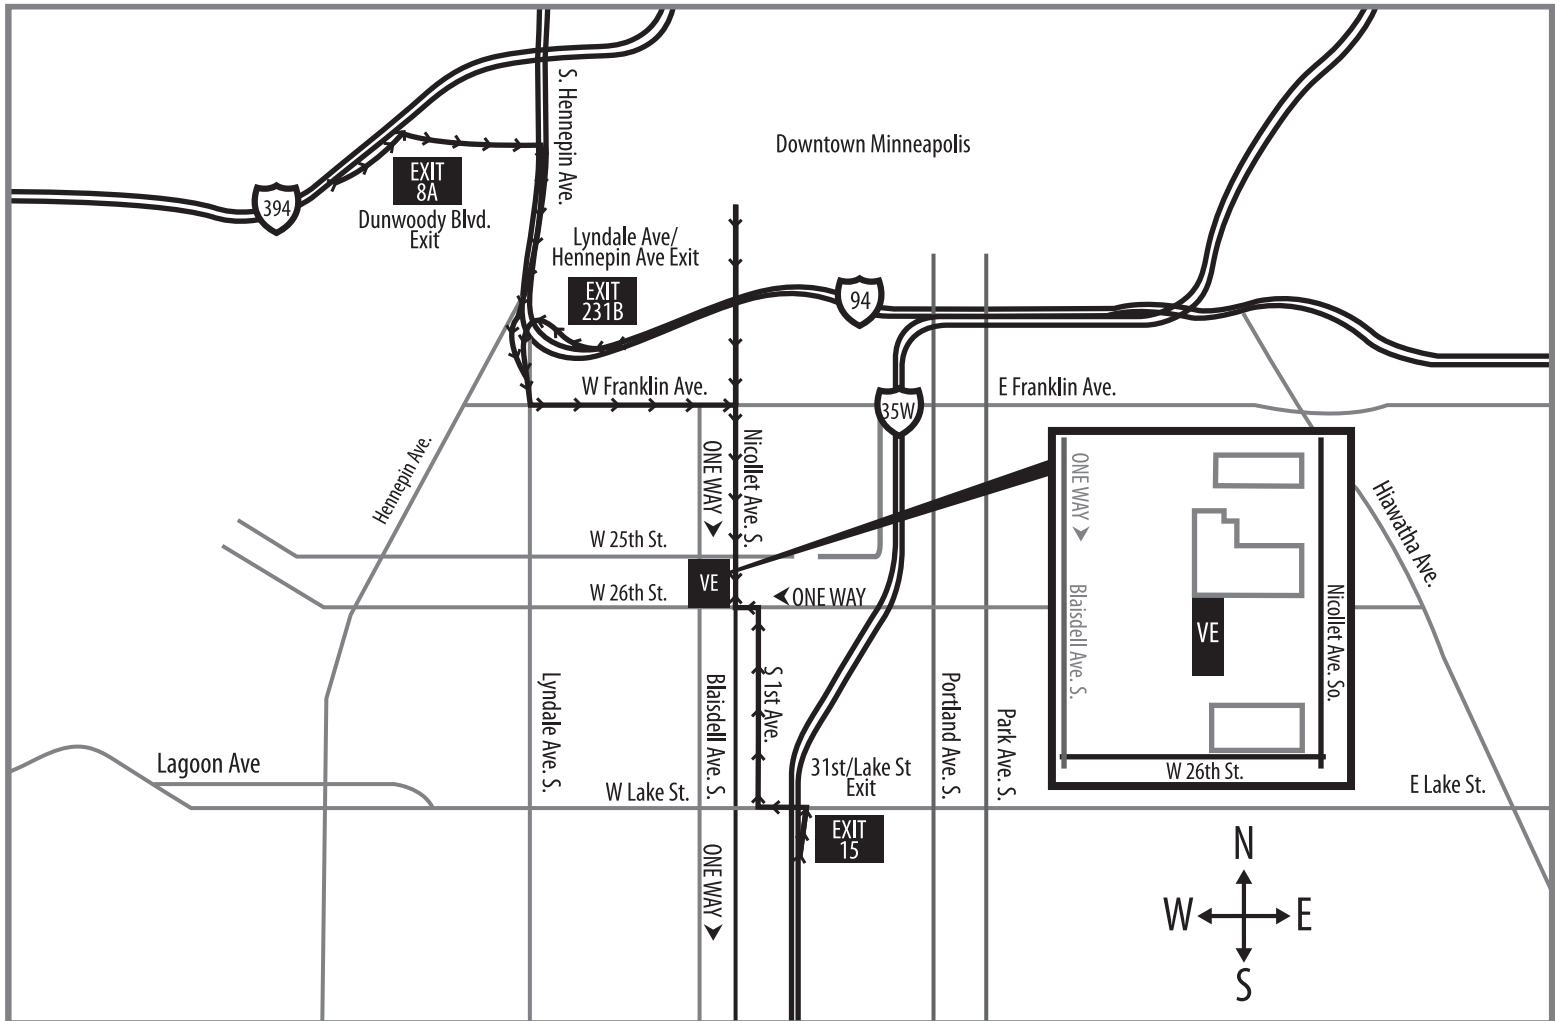 S. Hennepin Ave.
Downtown Minneapolis
EXIT
8A
394
Dunwoody Blvd.
Exit
Lyndale Ave/
Hennepin Ave Exit
EXIT
231B
94
W Franklin Ave.
E Franklin Ave.
35W
Hennepin Ave.
ONE WAY
Nicollet Ave. S.
ONE WAY
Hiawatha Ave.
W 25th St.
VE
W 26th St.
ONE WAY
Blaisdell Ave. S.
VE
Nicollet Ave. So.
W 26th St.
Lyndale Ave. S.
Blaisdell Ave. S.
S 1st Ave.
Portland Ave. S.
Park Ave. S.
Lagoon Ave
31st/Lake St
Exit
W Lake St.
E Lake St.
EXIT
15
ONE WAY
N
W E
S